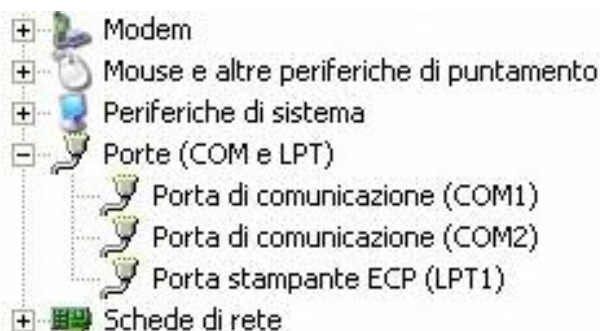 Modem
Mouse e altre periferiche di puntamento
Periferiche di sistema
Porte (COM e LPT)
Porta di comunicazione (COM1)
Porta di comunicazione (COM2)
Porta stampante ECP (LPT1)
Schede di rete